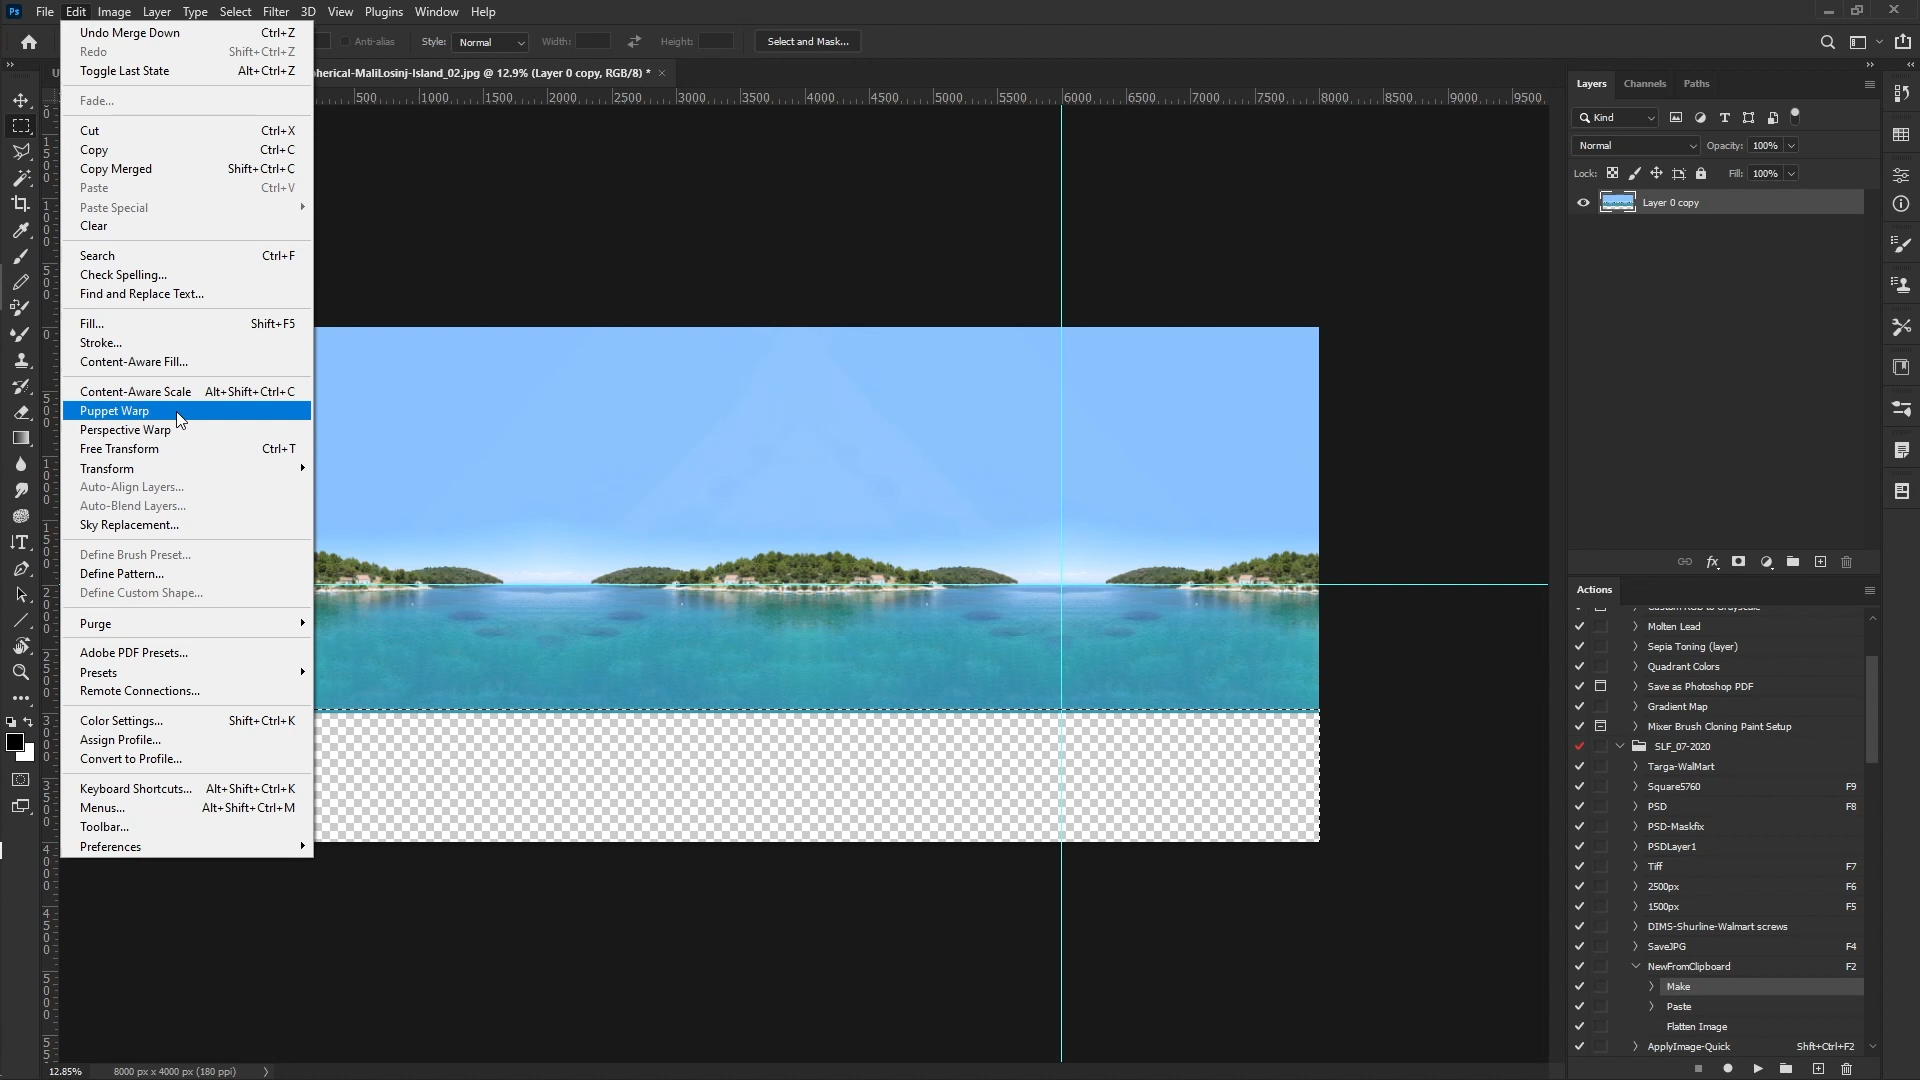 Ps File Edit Image Layer Type Select Filter 3D View Plugins Window Help
Anti-alias Style: Normal Width: Height: Select and Mask...
pherical-MaliLosinj-Island_02.jpg @ 12.9% (Layer 0 copy, RGB/8) *
500 1000 1500 2000 2500 3000 3500 4000 4500 5000 5500 6000 6500 7000 7500 8000 8500 9000 9500
Undo Merge Down Ctrl+Z
Redo Shift+Ctrl+Z
Toggle Last State Alt+Ctrl+Z
Fade...
Cut Ctrl+X
Copy Ctrl+C
Copy Merged Shift+Ctrl+C
Paste Ctrl+V
Paste Special
Clear
Search Ctrl+F
Check Spelling...
Find and Replace Text...
Fill... Shift+F5
Stroke...
Content-Aware Fill...
Content-Aware Scale Alt+Shift+Ctrl+C
Puppet Warp
Perspective Warp
Free Transform Ctrl+T
Transform
Auto-Align Layers...
Auto-Blend Layers...
Sky Replacement...
Define Brush Preset...
Define Pattern...
Define Custom Shape...
Purge
Adobe PDF Presets...
Presets
Remote Connections...
Color Settings... Shift+Ctrl+K
Assign Profile...
Convert to Profile...
Keyboard Shortcuts... Alt+Shift+Ctrl+K
Menus... Alt+Shift+Ctrl+M
Toolbar...
Preferences
12.85% 8000 px x 4000 px (180 ppi)
Layers Channels Paths
Kind
Normal Opacity: 100%
Lock: Fill: 100%
Layer 0 copy
Actions
Custom RGB to Grayscale
Molten Lead
Sepia Toning (layer)
Quadrant Colors
Save as Photoshop PDF
Gradient Map
Mixer Brush Cloning Paint Setup
SLF_07-2020
Targa-WalMart
Square5760 F9
PSD F8
PSD-Maskfix
PSDLayer1
Tiff F7
2500px F6
1500px F5
DIMS-Shurline-Walmart screws
SaveJPG F4
NewFromClipboard F2
Make
Paste
Flatten Image
ApplyImage-Quick Shft+Ctrl+F2